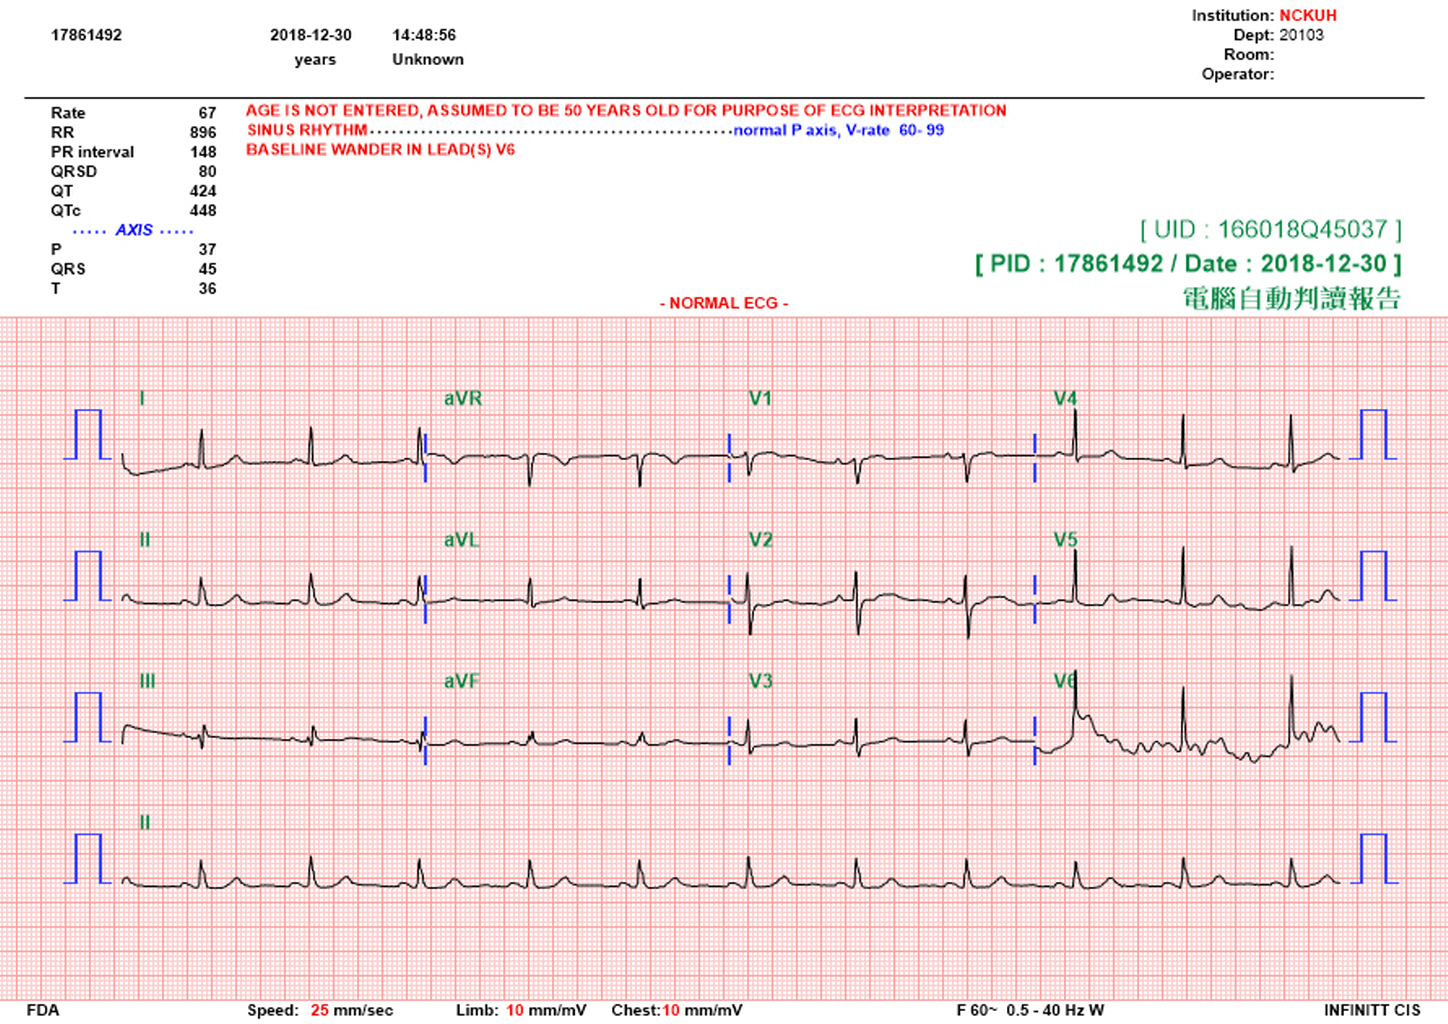 Institution: NCKUH
17861492 2018-12-30 14:48:56 Dept: 20103
years Unknown Room:
Operator:
Rate 67 AGE IS NOT ENTERED, ASSUMED TO BE 50 YEARS OLD FOR PURPOSE OF ECG INTERPRETATION
RR 896 SINUS RHYTHM..................................................normal P axis, V-rate 60- 99
PR interval 148 BASELINE WANDER IN LEAD(S) V6
QRSD 80
QT 424
QTc 448
..... AXIS ..... [ UID : 166018Q45037 ]
P 37
QRS 45 [ PID : 17861492 / Date : 2018-12-30 ]
T 36
- NORMAL ECG - 電腦自動判讀報告
I aVR V1 V4
II aVL V2 V5
III aVF V3 V6
II
FDA Speed: 25 mm/sec Limb: 10 mm/mV Chest:10 mm/mV F 60~ 0.5 - 40 Hz W INFINITT CIS